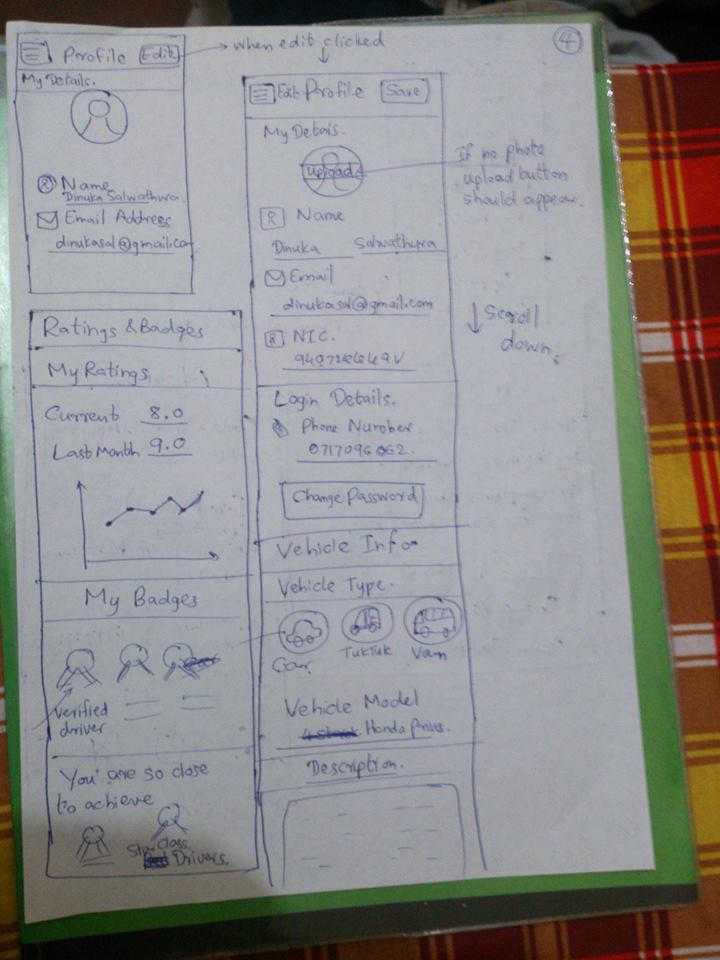 4
Profile Edit
when edit clicked
My Details.
Name
Dinuka Salwathura
Email Address
dinukasal@gmail.co
Edit Profile Save
My Detais.
Upload
If no photo
upload button
should appear.
Name
Dinuka Salwathura
Email
dinukasal@gmail.com
NIC.
Scroll
down.
Login Details.
Phone Number
0717096062.
Change Password
Vehicle Info
Vehicle Type.
Car TukTuk Van
Vehicle Model
Honda Prius.
Description.
Ratings & Badges
My Ratings
Current 8.0
Last Month 9.0
My Badges
Verified
driver
You are so close
to achieve
Star Class
Drivers.